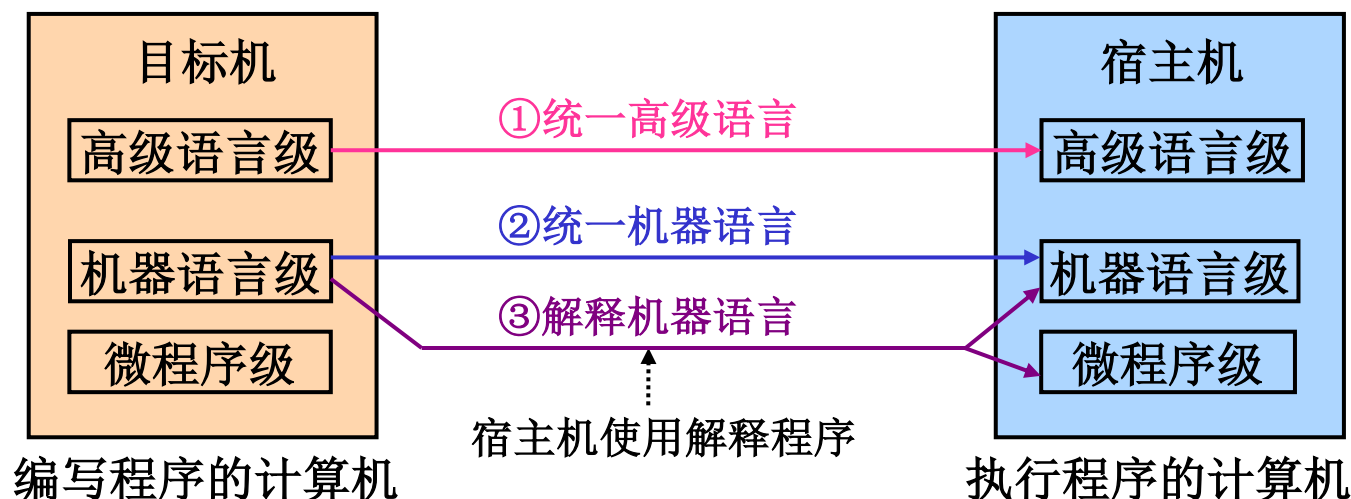 目标机
宿主机
①统一高级语言
高级语言级
高级语言级
②统一机器语言
机器语言级
机器语言级
③解释机器语言
微程序级
微程序级
宿主机使用解释程序
编写程序的计算机
执行程序的计算机